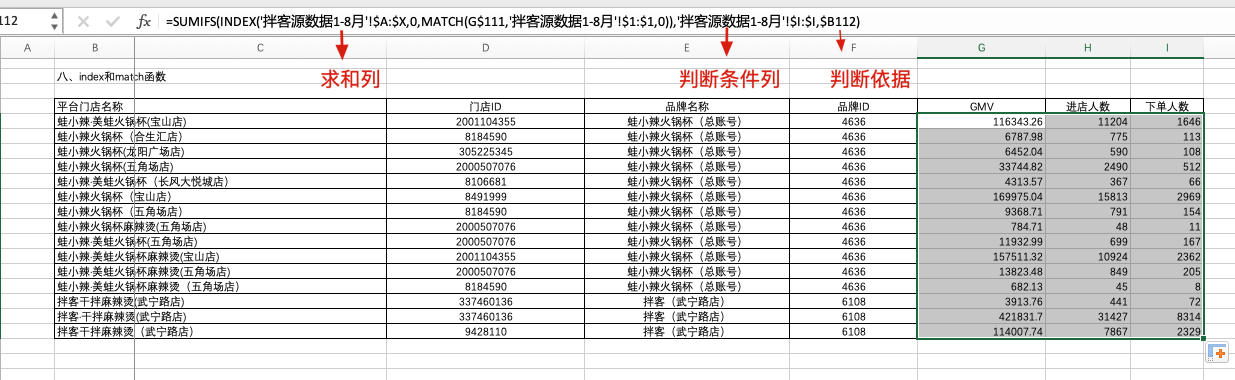 112 fx =SUMIFS(INDEX('拌客源数据1-8月'!$A:$X,0,MATCH(G$111,'拌客源数据1-8月'!$1:$1,0)),'拌客源数据1-8月'!$I:$I,$B112)
A B C D E F G H I
八、index和match函数 求和列 判断条件列 判断依据
平台门店名称 门店ID 品牌名称 品牌ID GMV 进店人数 下单人数
蛙小辣·美蛙火锅杯(宝山店) 2001104355 蛙小辣火锅杯（总账号） 4636 116343.26 11204 1646
蛙小辣火锅杯（合生汇店） 8184590 蛙小辣火锅杯（总账号） 4636 6787.98 775 113
蛙小辣火锅杯(龙阳广场店) 305225345 蛙小辣火锅杯（总账号） 4636 6452.04 590 108
蛙小辣火锅杯(五角场店) 2000507076 蛙小辣火锅杯（总账号） 4636 33744.82 2490 512
蛙小辣·美蛙火锅杯（长风大悦城店） 8106681 蛙小辣火锅杯（总账号） 4636 4313.57 367 66
蛙小辣火锅杯（宝山店） 8491999 蛙小辣火锅杯（总账号） 4636 169975.04 15813 2969
蛙小辣火锅杯（五角场店） 8184590 蛙小辣火锅杯（总账号） 4636 9368.71 791 154
蛙小辣火锅杯麻辣烫(五角场店) 2000507076 蛙小辣火锅杯（总账号） 4636 784.71 48 11
蛙小辣·美蛙火锅杯(五角场店) 2000507076 蛙小辣火锅杯（总账号） 4636 11932.99 699 167
蛙小辣·美蛙火锅杯麻辣烫(宝山店) 2001104355 蛙小辣火锅杯（总账号） 4636 157511.32 10924 2362
蛙小辣·美蛙火锅杯麻辣烫(五角场店) 2000507076 蛙小辣火锅杯（总账号） 4636 13823.48 849 205
蛙小辣·美蛙火锅杯麻辣烫（五角场店） 8184590 蛙小辣火锅杯（总账号） 4636 682.13 45 8
拌客干拌麻辣烫(武宁路店) 337460136 拌客（武宁路店） 6108 3913.76 441 72
拌客·干拌麻辣烫(武宁路店) 337460136 拌客（武宁路店） 6108 421831.7 31427 8314
拌客干拌麻辣烫（武宁路店） 9428110 拌客（武宁路店） 6108 114007.74 7867 2329